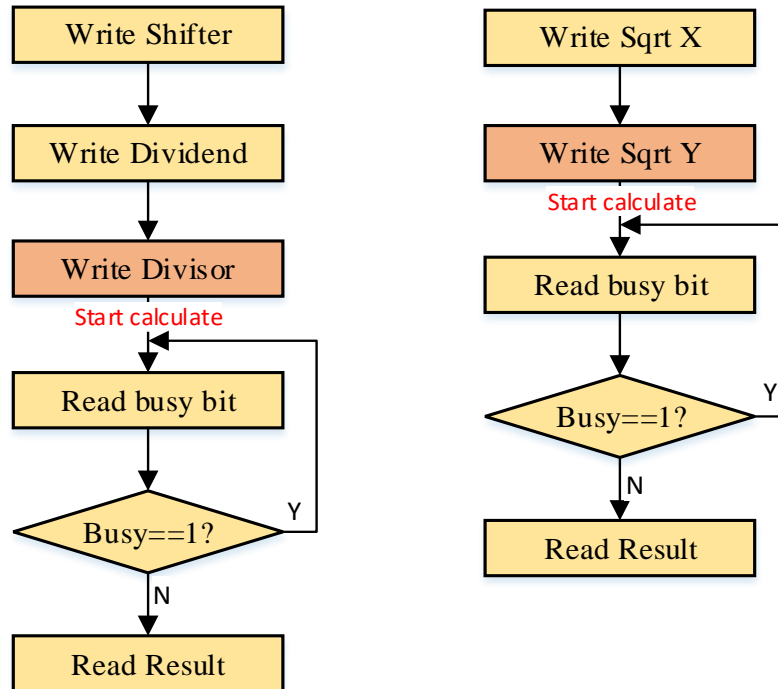 Write Shifter
Write Dividend
Write Divisor
Start calculate
Read busy bit
Busy==1?
Y
N
Read Result
Write Sqrt X
Write Sqrt Y
Start calculate
Read busy bit
Busy==1?
Y
N
Read Result